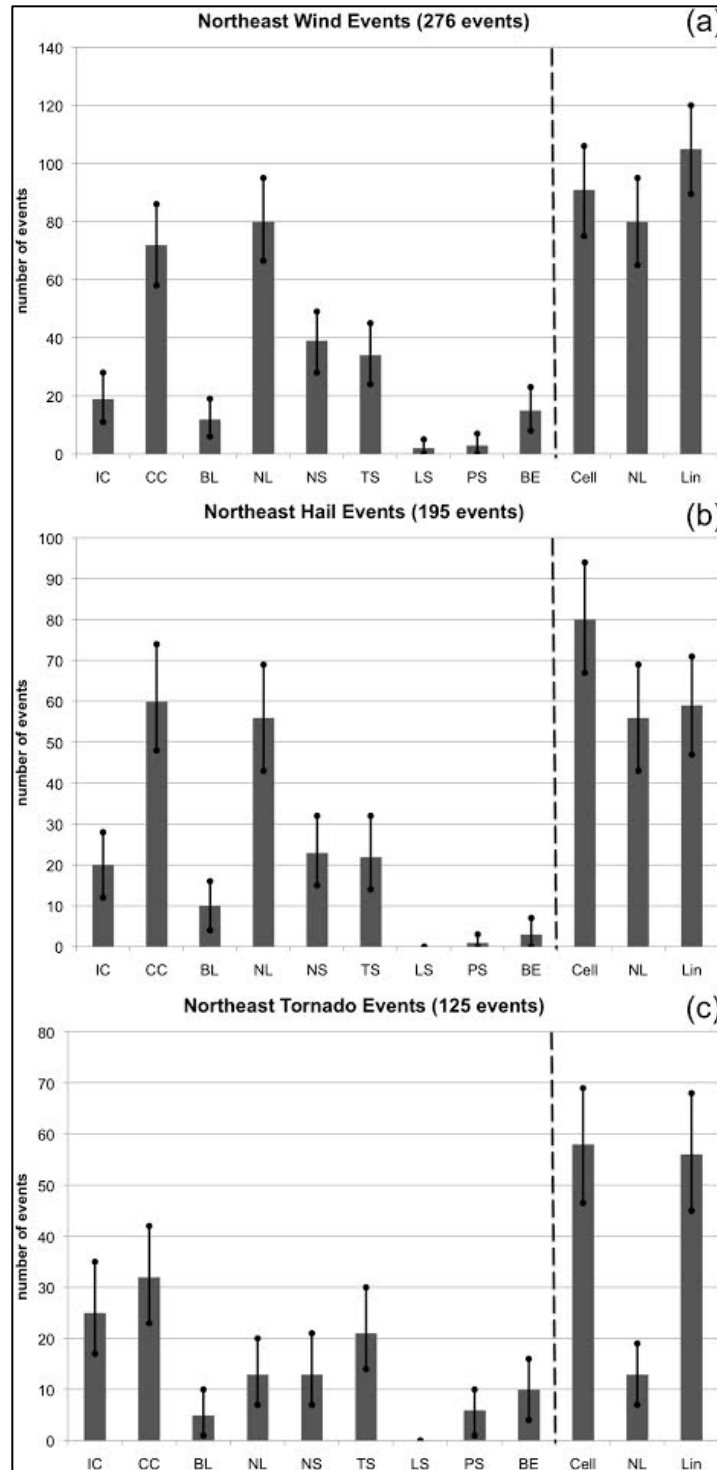 Northeast Wind Events (276 events)
(a)
140
120
100
80
60
40
20
0
number of events
IC CC BL NL NS TS LS PS BE Cell NL Lin
Northeast Hail Events (195 events)
(b)
100
90
80
70
60
50
40
30
20
10
0
number of events
IC CC BL NL NS TS LS PS BE Cell NL Lin
Northeast Tornado Events (125 events)
(c)
80
70
60
50
40
30
20
10
0
number of events
IC CC BL NL NS TS LS PS BE Cell NL Lin